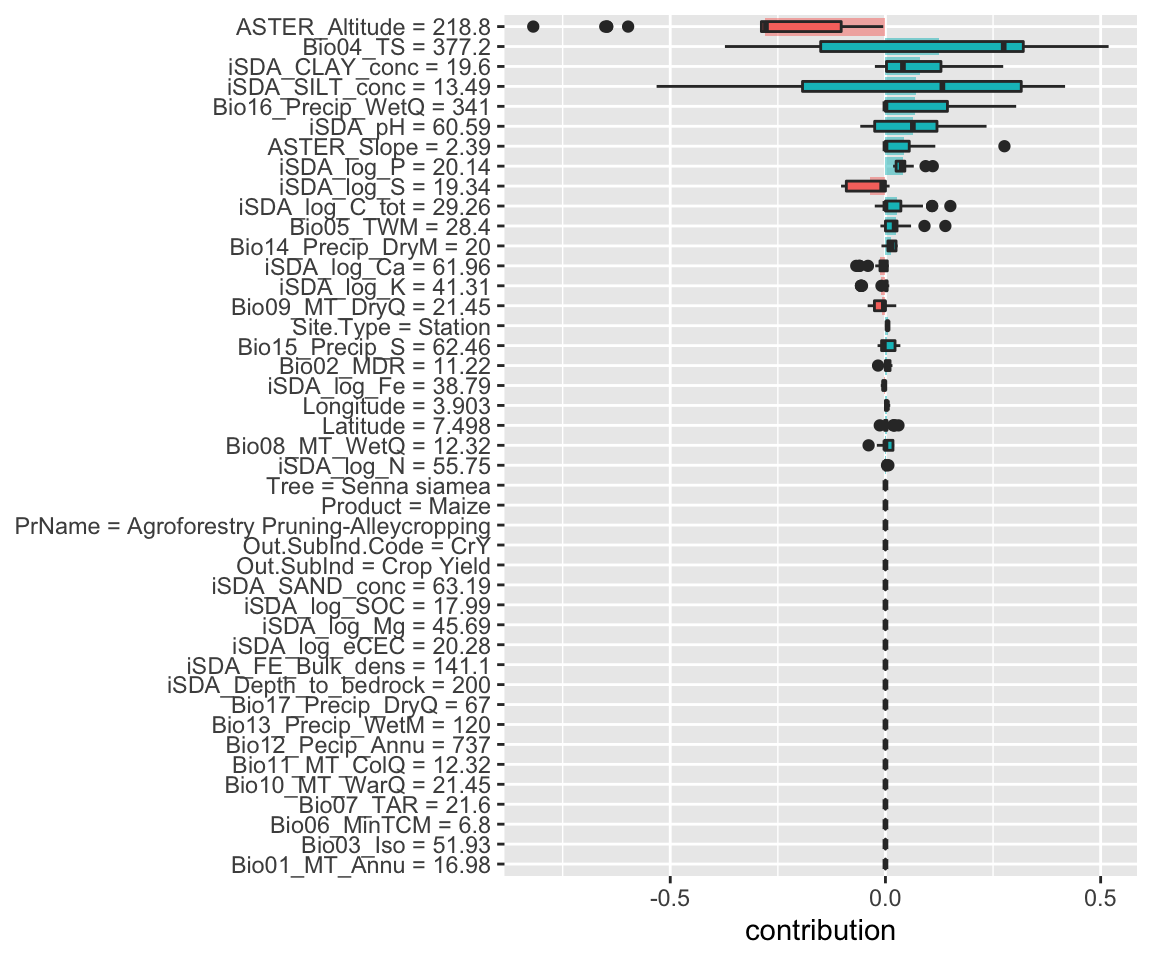 ASTER_Altitude = 218.8
Bio04_TS = 377.2
iSDA_CLAY_conc = 19.6
iSDA_SILT_conc = 13.49
Bio16_Precip_WetQ = 341
iSDA_pH = 60.59
ASTER_Slope = 2.39
iSDA_log_P = 20.14
iSDA_log_S = 19.34
iSDA_log_C_tot = 29.26
Bio05_TWM = 28.4
Bio14_Precip_DryM = 20
iSDA_log_Ca = 61.96
iSDA_log_K = 41.31
Bio09_MT_DryQ = 21.45
Site.Type = Station
Bio15_Precip_S = 62.46
Bio02_MDR = 11.22
iSDA_log_Fe = 38.79
Longitude = 3.903
Latitude = 7.498
Bio08_MT_WetQ = 12.32
iSDA_log_N = 55.75
Tree = Senna siamea
Product = Maize
PrName = Agroforestry Pruning-Alleycropping
Out.SubInd.Code = CrY
Out.SubInd = Crop Yield
iSDA_SAND_conc = 63.19
iSDA_log_SOC = 17.99
iSDA_log_Mg = 45.69
iSDA_log_eCEC = 20.28
iSDA_FE_Bulk_dens = 141.1
iSDA_Depth_to_bedrock = 200
Bio17_Precip_DryQ = 67
Bio13_Precip_WetM = 120
Bio12_Pecip_Annu = 737
Bio11_MT_ColQ = 12.32
Bio10_MT_WarQ = 21.45
Bio07_TAR = 21.6
Bio06_MinTCM = 6.8
Bio03_Iso = 51.93
Bio01_MT_Annu = 16.98
-0.5 0.0 0.5
contribution